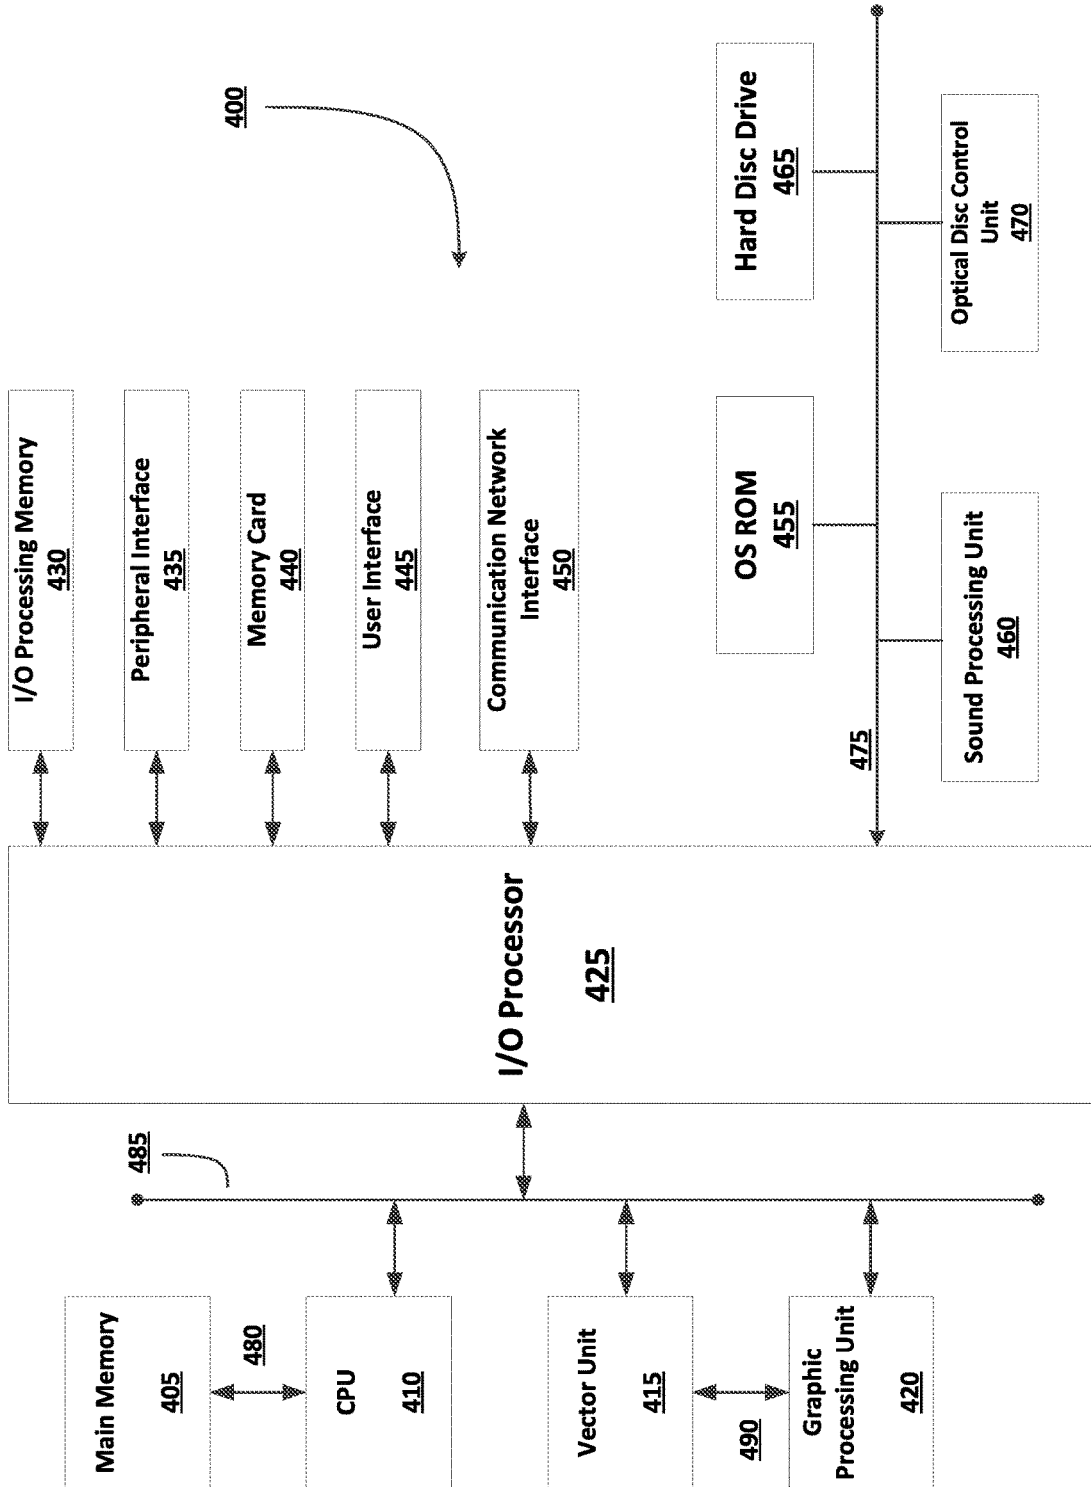 Main Memory
405
480
CPU
410
Vector Unit
415
490
Graphic
Processing Unit
420
485
I/O Processor
425
I/O Processing Memory
430
Peripheral Interface
435
Memory Card
440
User Interface
445
Communication Network
Interface
450
400
475
OS ROM
455
Sound Processing Unit
460
Hard Disc Drive
465
Optical Disc Control
Unit
470